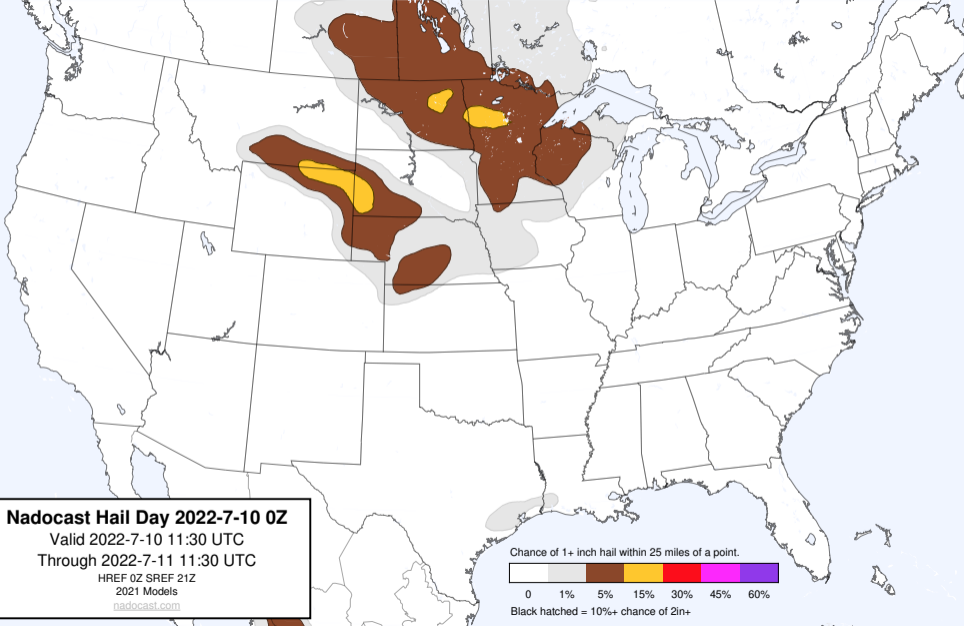 Nadocast Hail Day 2022-7-10 0Z
Valid 2022-7-10 11:30 UTC
Through 2022-7-11 11:30 UTC
HREF 0Z SREF 21Z
2021 Models
nadocast.com
Chance of 1+ inch hail within 25 miles of a point.
0 1% 5% 15% 30% 45% 60%
Black hatched = 10%+ chance of 2in+